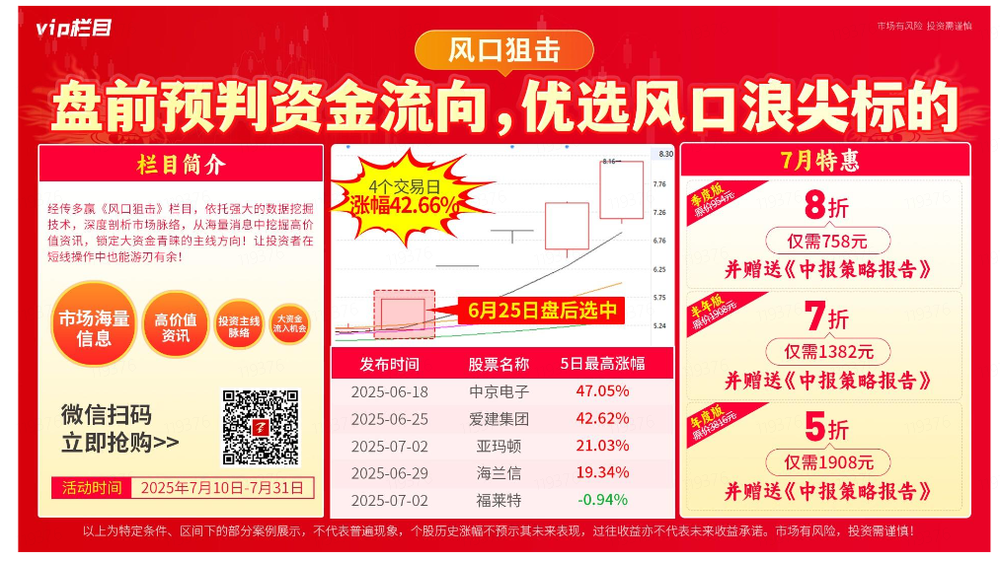 vip栏目
市场有风险 投资需谨慎
风口狙击
盘前预判资金流向,优选风口浪尖标的
栏目简介
经传多赢《风口狙击》栏目，依托强大的数据挖掘
技术，深度剖析市场脉络，从海量消息中挖掘高价
值资讯，锁定大资金青睐的主线方向！让投资者在
短线操作中也能游刃有余！
市场海量
信息
高价值
资讯
投资主线
脉络
大资金
流入机会
微信扫码
立即抢购>>
活动时间 2025年7月10日-7月31日
4个交易日
涨幅42.66%
8.16
8.30
7.76
7.26
6.76
6.25
5.75
5.24
6月25日盘后选中
发布时间 股票名称 5日最高涨幅
2025-06-18 中京电子 47.05%
2025-06-25 爱建集团 42.62%
2025-07-02 亚玛顿 21.03%
2025-06-29 海兰信 19.34%
2025-07-02 福莱特 -0.94%
7月特惠
季度版
原价954元
8折
仅需758元
并赠送《中报策略报告》
半年版
原价1908元
7折
仅需1382元
并赠送《中报策略报告》
年度版
原价3816元
5折
仅需1908元
并赠送《中报策略报告》
以上为特定条件、区间下的部分案例展示，不代表普遍现象，个股历史涨幅不预示其未来表现，过往收益亦不代表未来收益承诺。市场有风险，投资需谨慎！